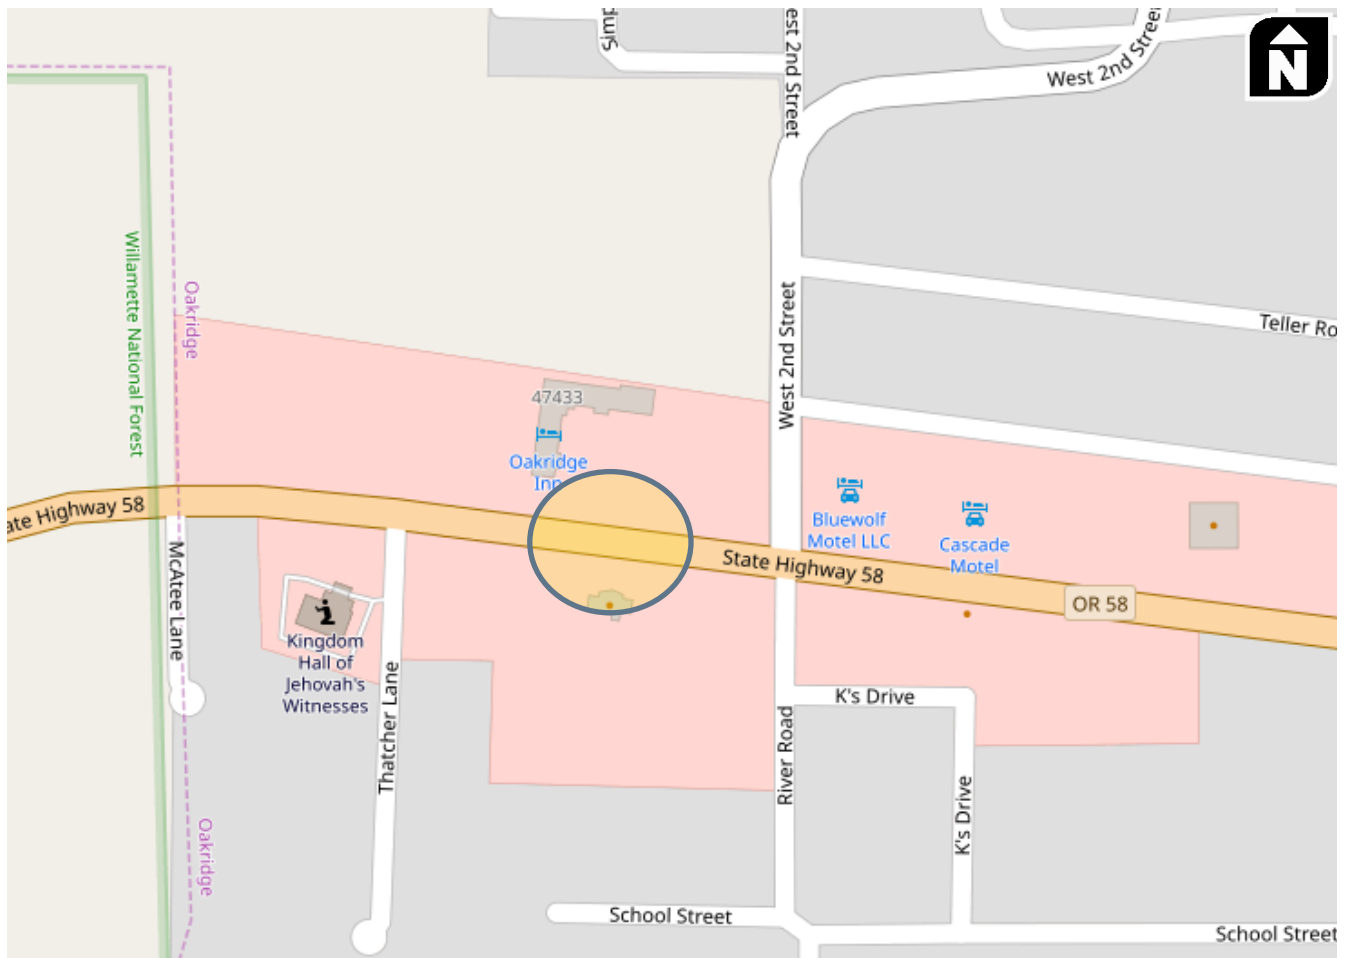 Simp
est 2nd Street
West 2nd Street
N
Willamette National Forest
Oakridge
West 2nd Street
Teller Ro
47433
Oakridge
Inn
Bluewolf
Motel LLC
Cascade
Motel
ate Highway 58
State Highway 58
OR 58
McAtee Lane
Kingdom
Hall of
Jehovah's
Witnesses
Thatcher Lane
K's Drive
River Road
K's Drive
Oakridge
School Street
School Street